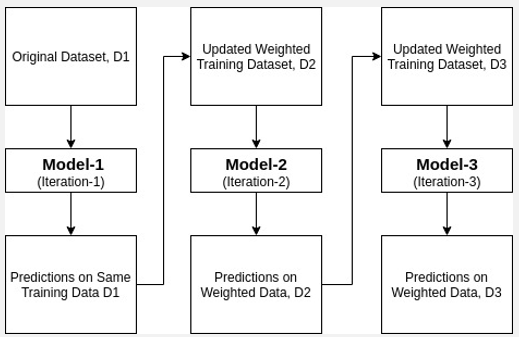 Original Dataset, D1
Updated Weighted
Training Dataset, D2
Updated Weighted
Training Dataset, D3
Model-1
(Iteration-1)
Model-2
(Iteration-2)
Model-3
(Iteration-3)
Predictions on Same
Training Data D1
Predictions on
Weighted Data, D2
Predictions on
Weighted Data, D3